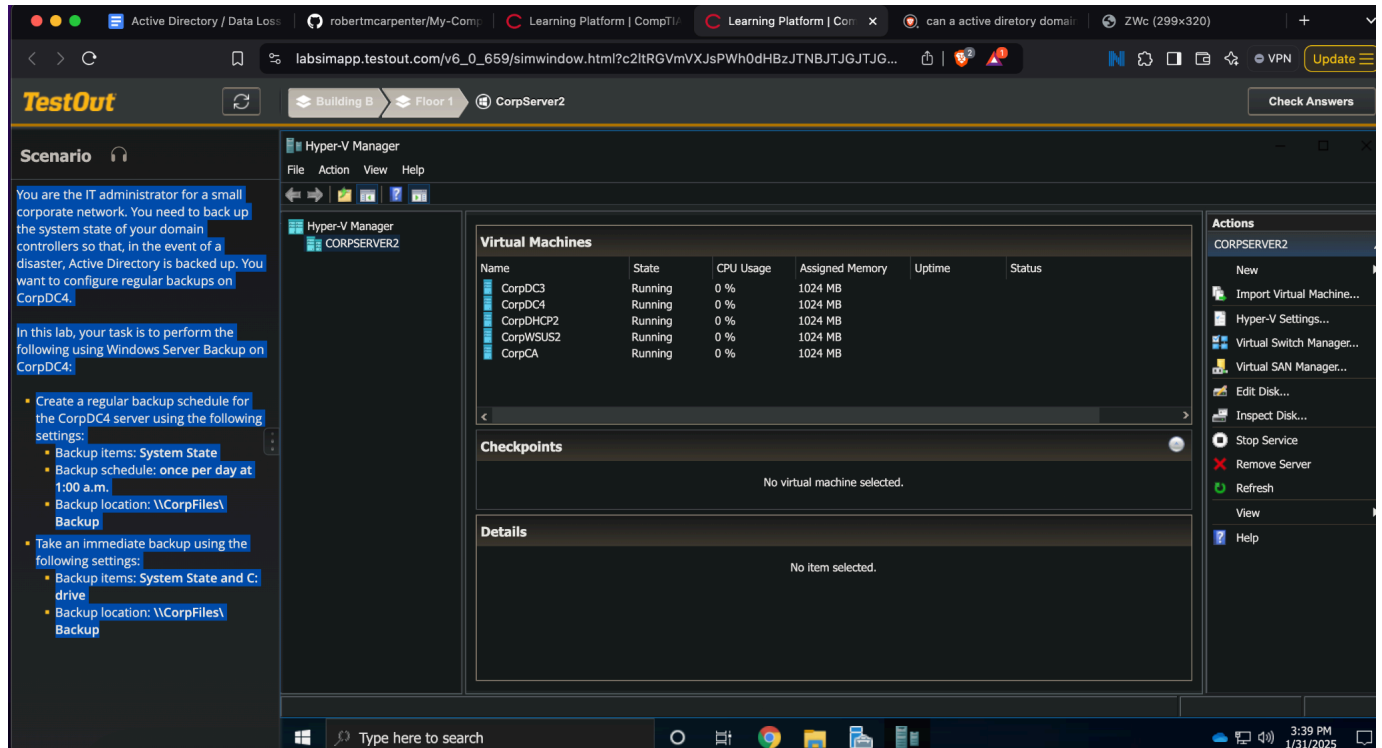 Active Directory / Data Loss
robertmcarpenter/My-Comp
Learning Platform | CompTIA
Learning Platform | Com
can a active diretory domain
ZWc (299×320)
labsimapp.testout.com/v6_0_659/simwindow.html?c2ltRGVmVXJsPWh0dHBzJTNBJTJGJTJG...
2
1
VPN
Update
TestOut
Building B
Floor 1
CorpServer2
Check Answers
Scenario
You are the IT administrator for a small
corporate network. You need to back up
the system state of your domain
controllers so that, in the event of a
disaster, Active Directory is backed up. You
want to configure regular backups on
CorpDC4.
In this lab, your task is to perform the
following using Windows Server Backup on
CorpDC4:
Create a regular backup schedule for
the CorpDC4 server using the following
settings:
Backup items: System State
Backup schedule: once per day at
1:00 a.m.
Backup location: \\CorpFiles\
Backup
Take an immediate backup using the
following settings:
Backup items: System State and C:
drive
Backup location: \\CorpFiles\
Backup
Hyper-V Manager
File Action View Help
Hyper-V Manager
CORPSERVER2
Virtual Machines
Name State CPU Usage Assigned Memory Uptime Status
CorpDC3 Running 0 % 1024 MB
CorpDC4 Running 0 % 1024 MB
CorpDHCP2 Running 0 % 1024 MB
CorpWSUS2 Running 0 % 1024 MB
CorpCA Running 0 % 1024 MB
Checkpoints
No virtual machine selected.
Details
No item selected.
Actions
CORPSERVER2
New
Import Virtual Machine...
Hyper-V Settings...
Virtual Switch Manager...
Virtual SAN Manager...
Edit Disk...
Inspect Disk...
Stop Service
Remove Server
Refresh
View
Help
Type here to search
3:39 PM
1/31/2025